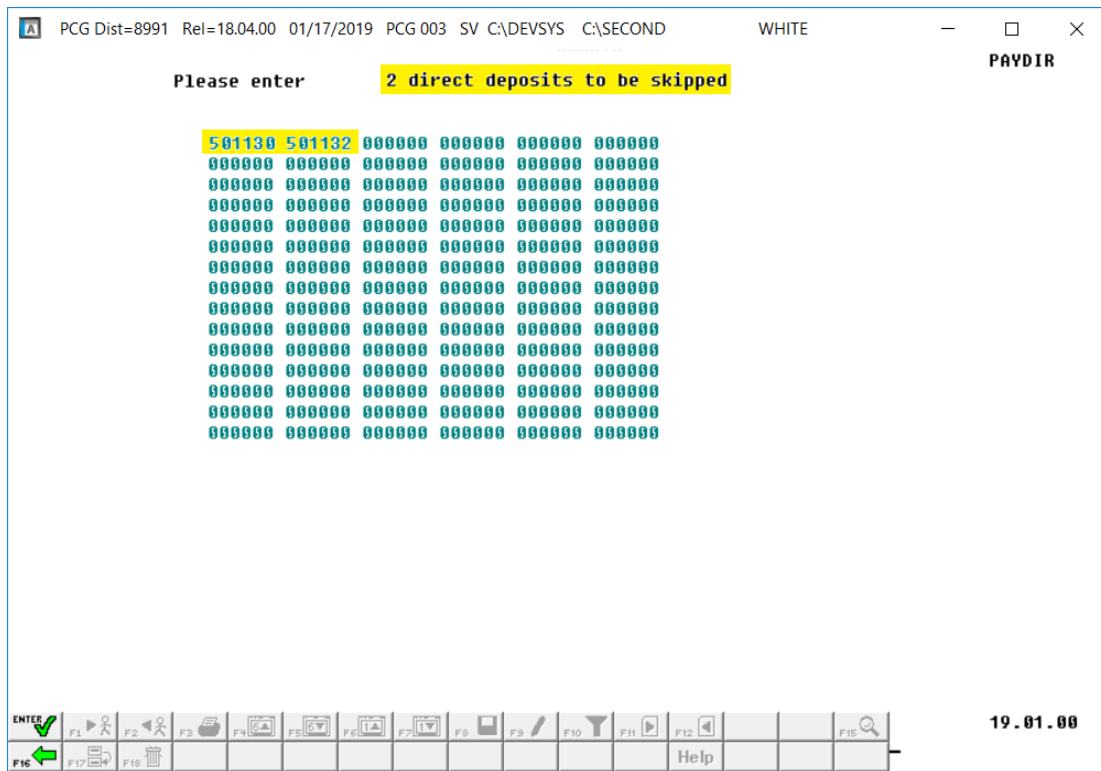 A PCG Dist=8991 Rel=18.04.00 01/17/2019 PCG 003 SV C:\DEVSYS C:\SECOND WHITE
PAYDIR
Please enter 2 direct deposits to be skipped
501130 501132 000000 000000 000000 000000
000000 000000 000000 000000 000000 000000
000000 000000 000000 000000 000000 000000
000000 000000 000000 000000 000000 000000
000000 000000 000000 000000 000000 000000
000000 000000 000000 000000 000000 000000
000000 000000 000000 000000 000000 000000
000000 000000 000000 000000 000000 000000
000000 000000 000000 000000 000000 000000
000000 000000 000000 000000 000000 000000
000000 000000 000000 000000 000000 000000
000000 000000 000000 000000 000000 000000
000000 000000 000000 000000 000000 000000
000000 000000 000000 000000 000000 000000
000000 000000 000000 000000 000000 000000
ENTER F1 F2 F3 F4 6 F5 6 F6 1 F7 1 F8 F9 F10 F11 F12 F15 19.01.00
F16 F17 F18 Help